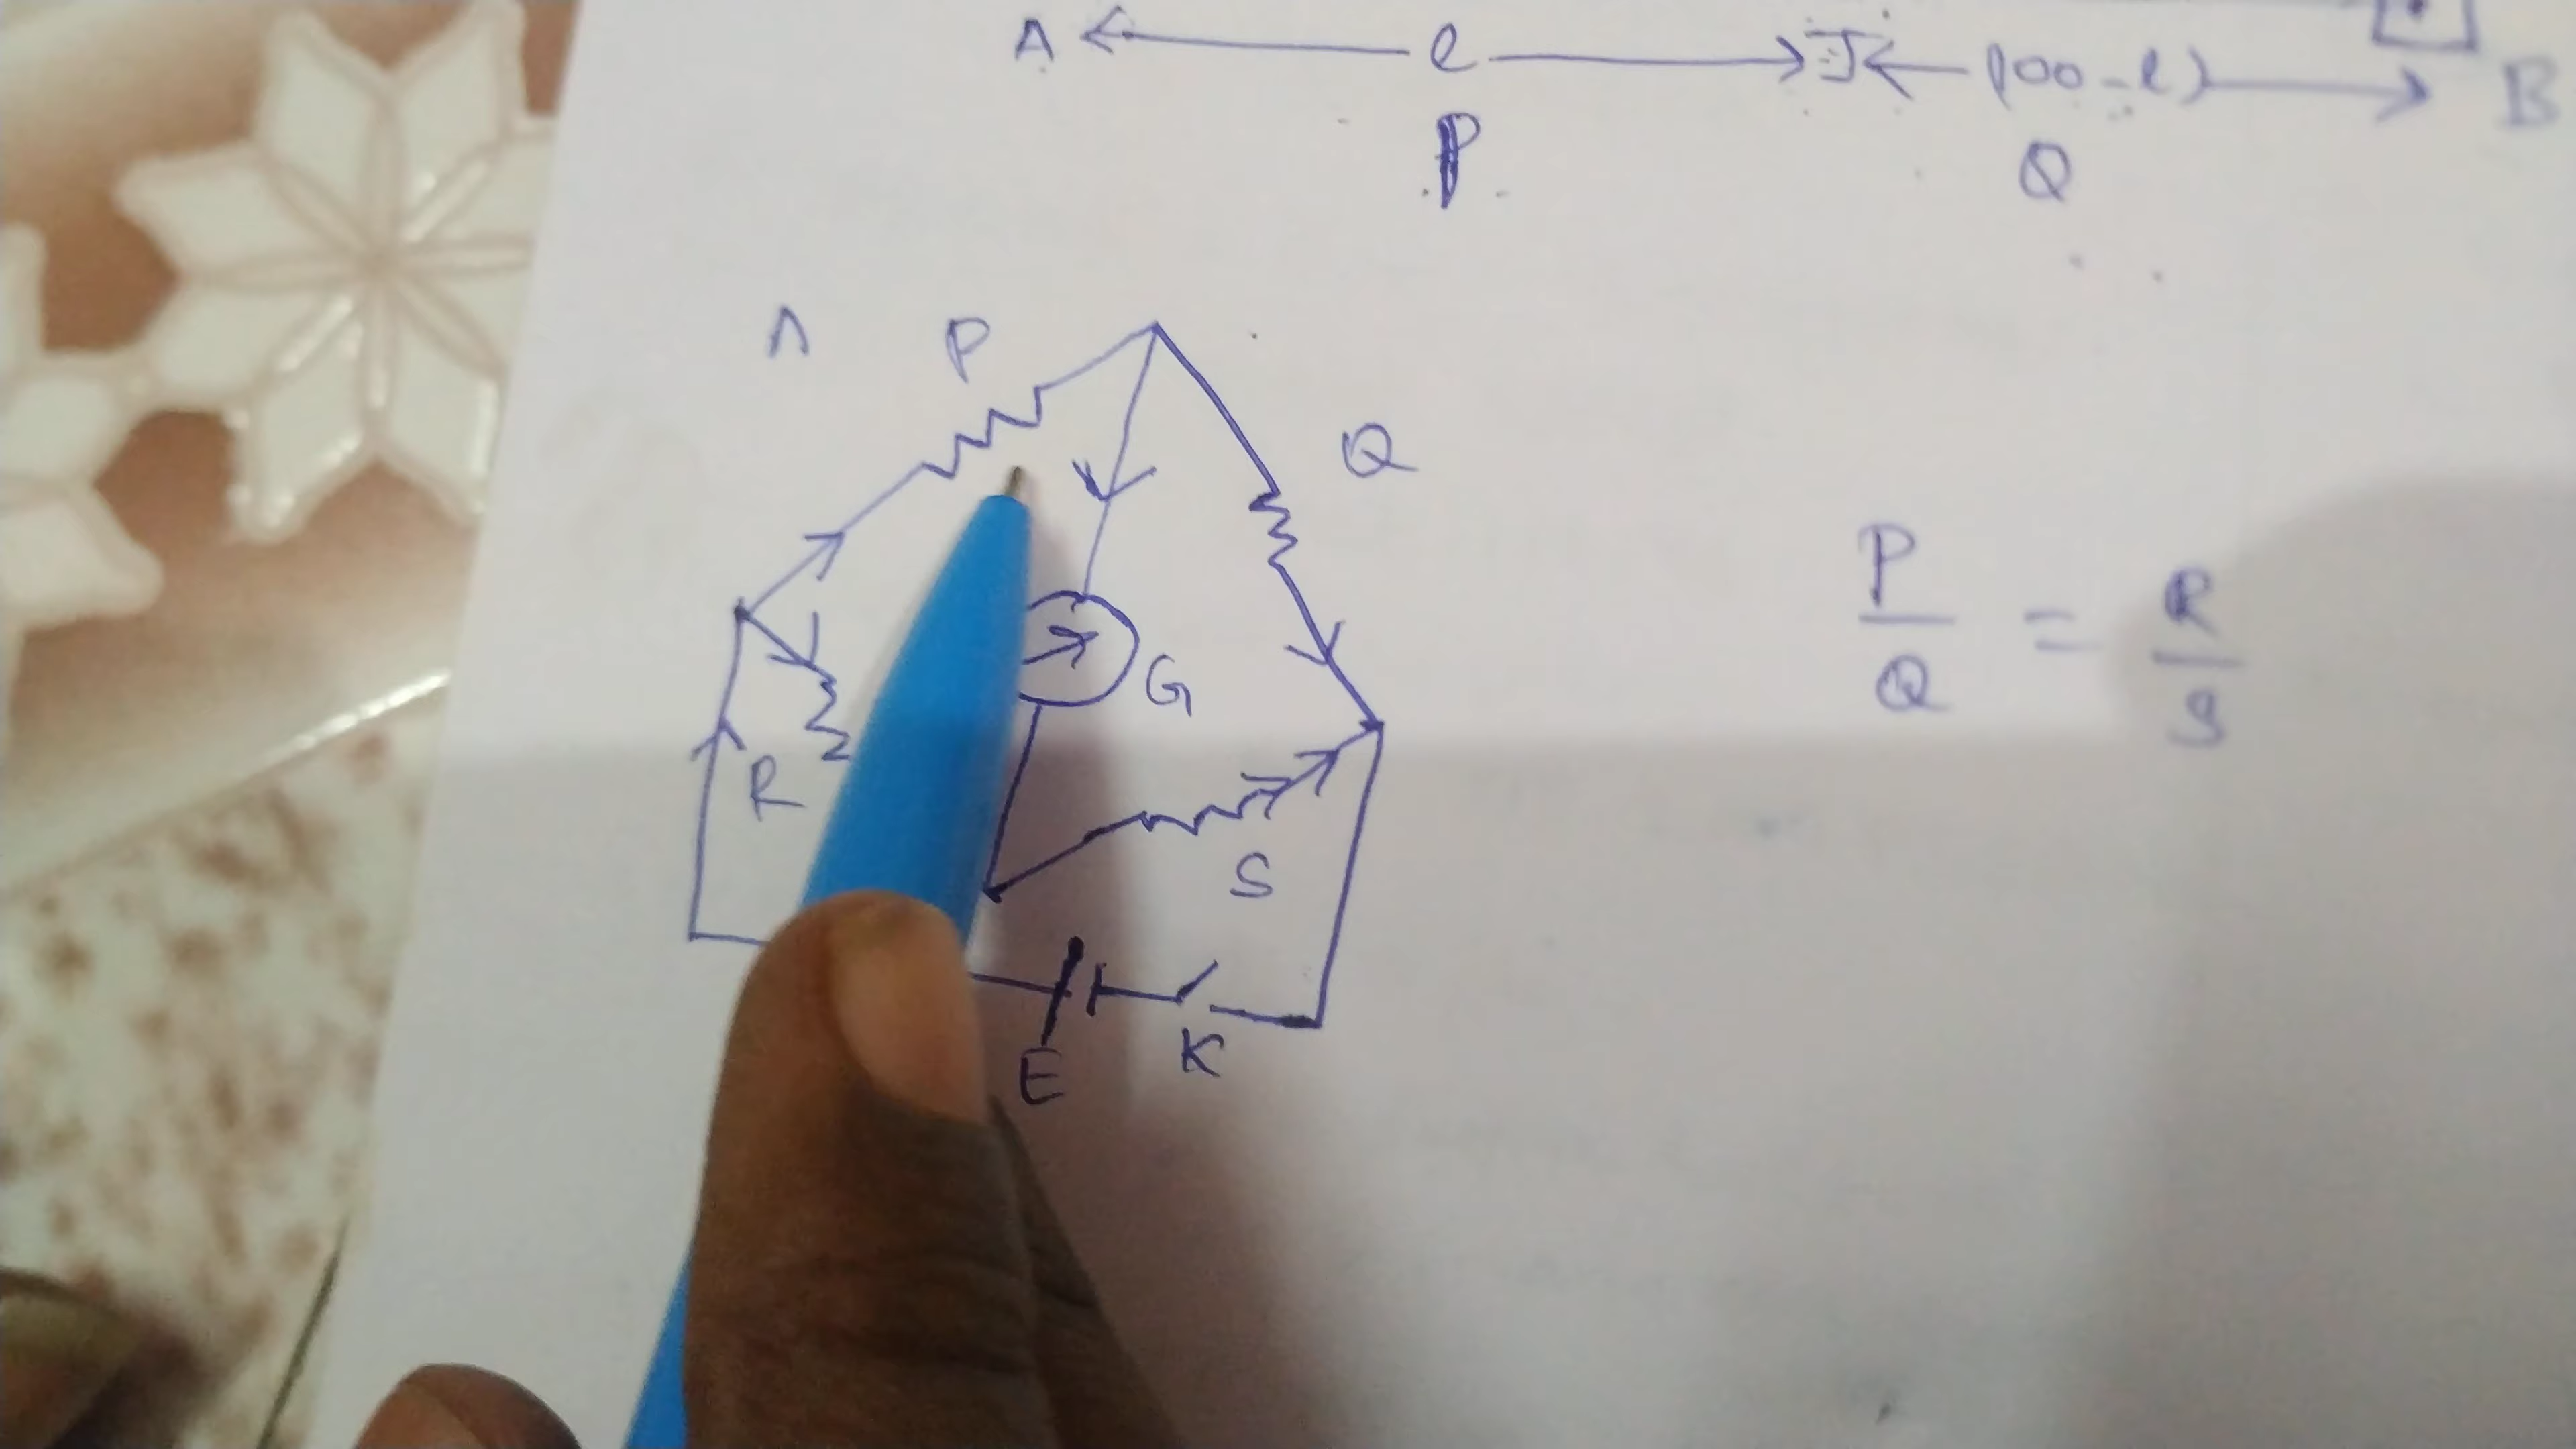 A l J (100-l) B
P Q
A P
Q
G
R
S
E K
P/Q = R/S